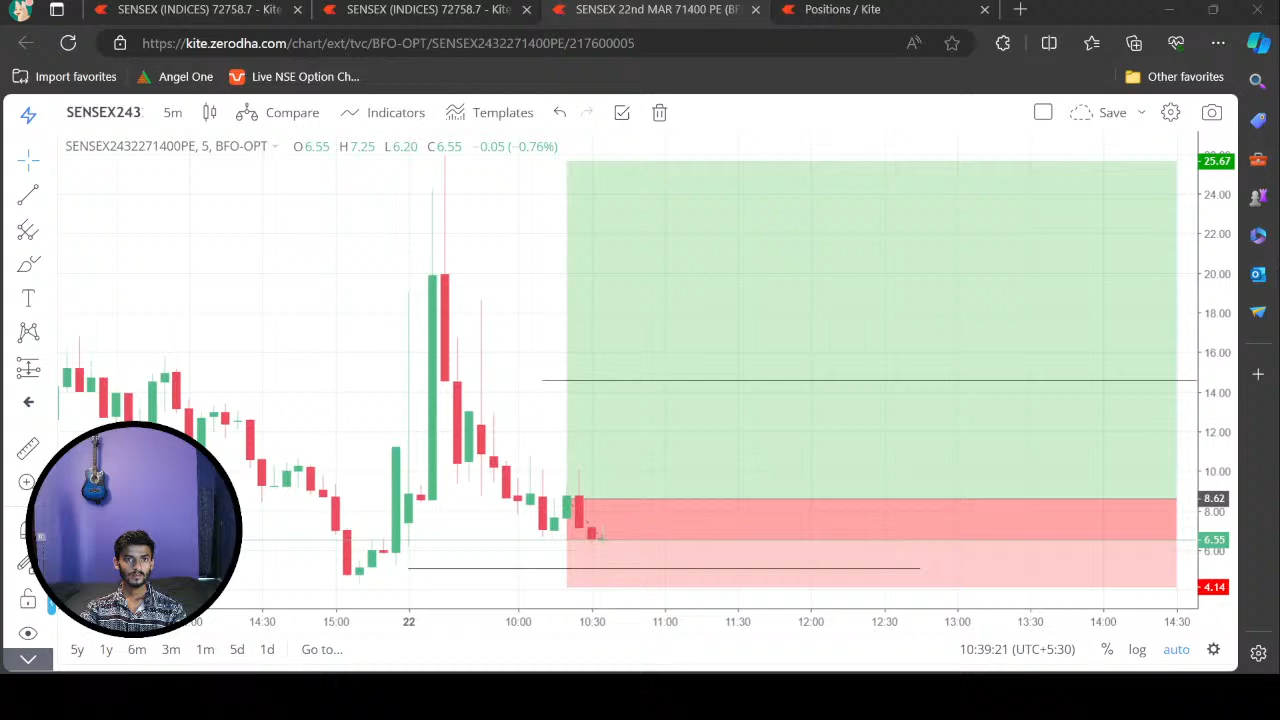 SENSEX (INDICES) 72758.7 - Kite
SENSEX (INDICES) 72758.7 - Kite
SENSEX 22nd MAR 71400 PE (BF
Positions / Kite
https://kite.zerodha.com/chart/ext/tvc/BFO-OPT/SENSEX2432271400PE/217600005
Import favorites
Angel One
Live NSE Option Ch...
Other favorites
SENSEX243
5m
Compare
Indicators
Templates
Save
SENSEX2432271400PE, 5, BFO-OPT
O6.55 H7.25 L6.20 C6.55 −0.05 (−0.76%)
25.67
24.00
22.00
20.00
18.00
16.00
14.00
12.00
10.00
8.62
8.00
6.55
6.00
4.14
14:30
15:00
22
10:00
10:30
11:00
11:30
12:00
12:30
13:00
13:30
14:00
14:30
5y 1y 6m 3m 1m 5d 1d Go to...
10:39:21 (UTC+5:30)
% log auto